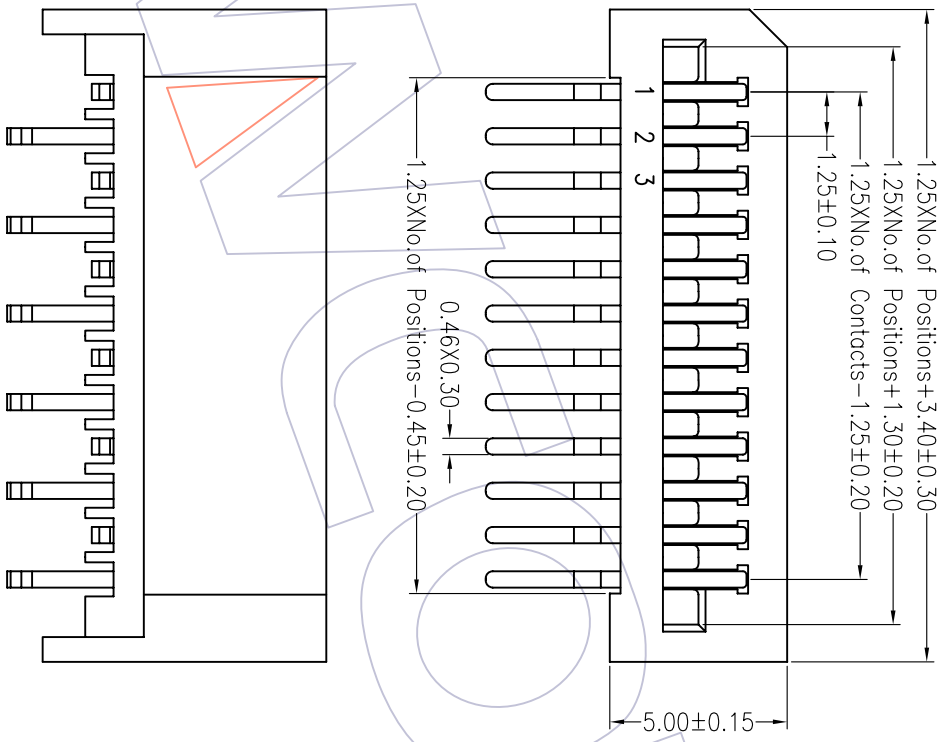 1.25XNo.of Positions+3.40±0.30
1.25XNo.of Positions+1.30±0.20
1.25XNo.of Contacts-1.25±0.20
1.25±0.10
1
2
3
0.46X0.30
1.25XNo.of Positions-0.45±0.20
5.00±0.15